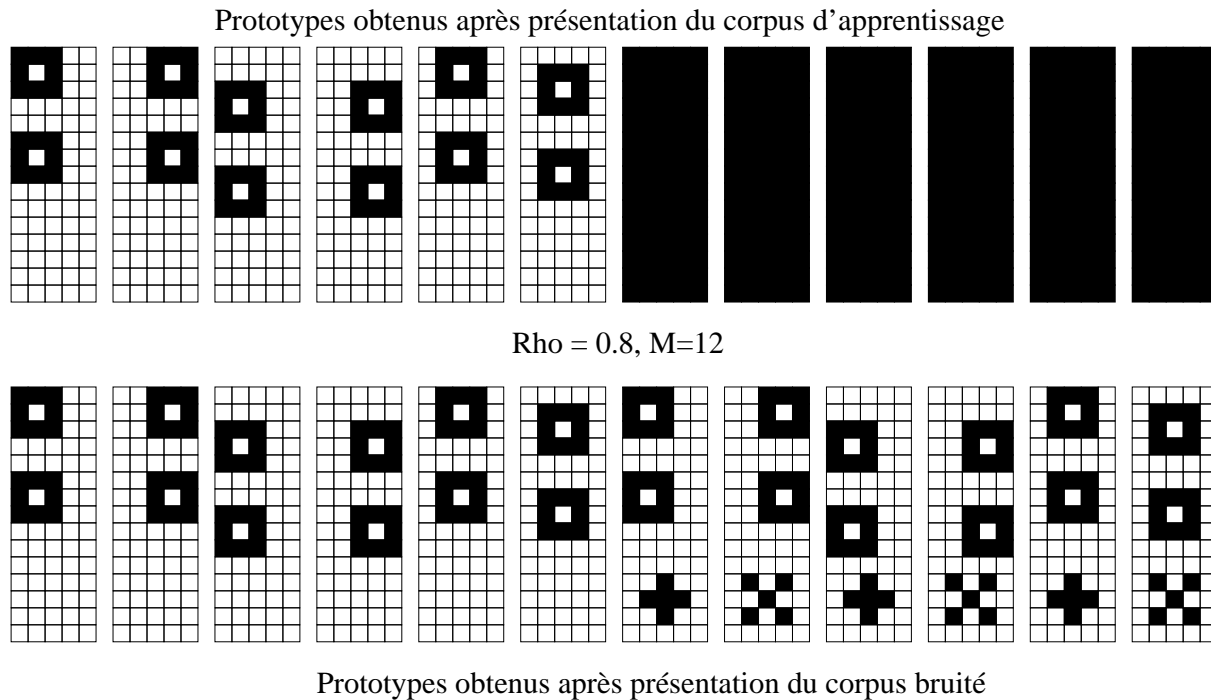 Prototypes obtenus après présentation du corpus d’apprentissage
Rho = 0.8, M=12
Prototypes obtenus après présentation du corpus bruité